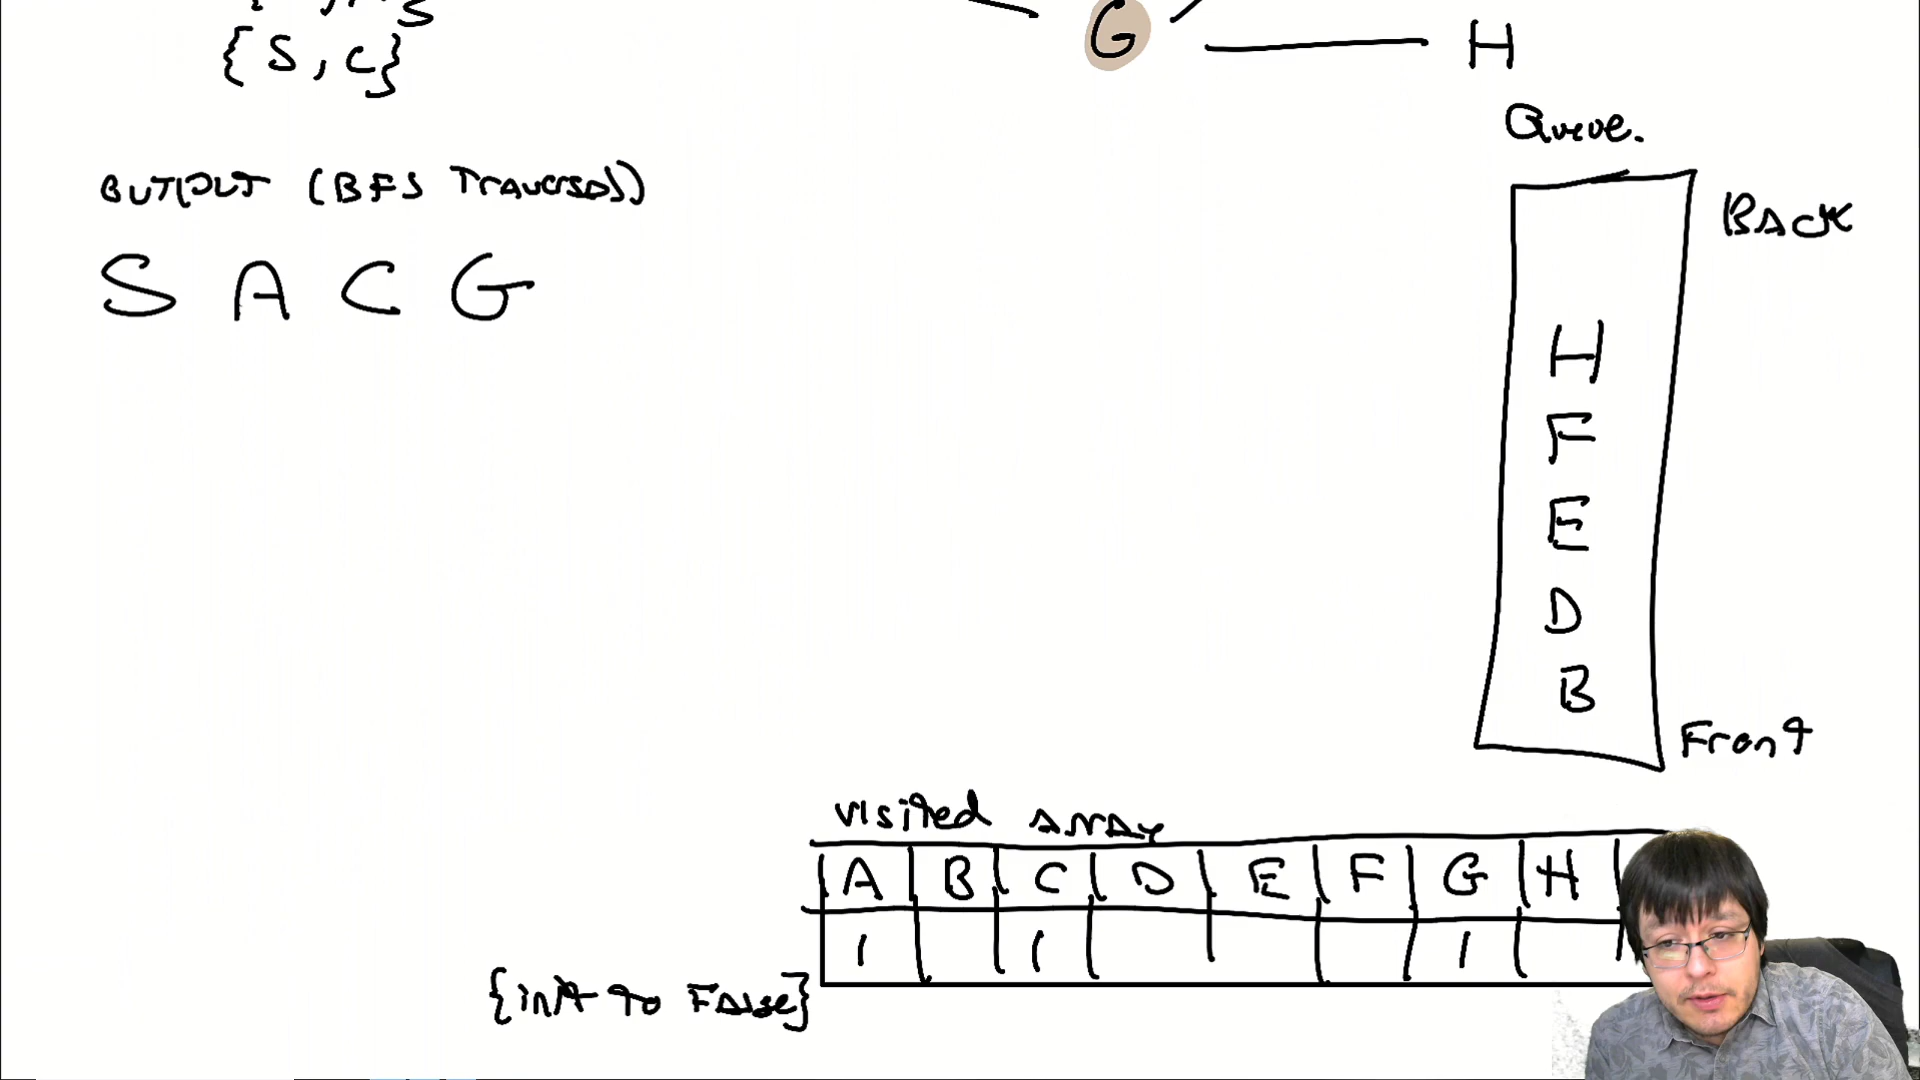 {S, C}
G
H
Queue.
OUTPUT (BFS Traversal)
Back
S A C G
H
F
E
D
B
Front
visited array
A B C D E F G H
1 1 1
{init to False}